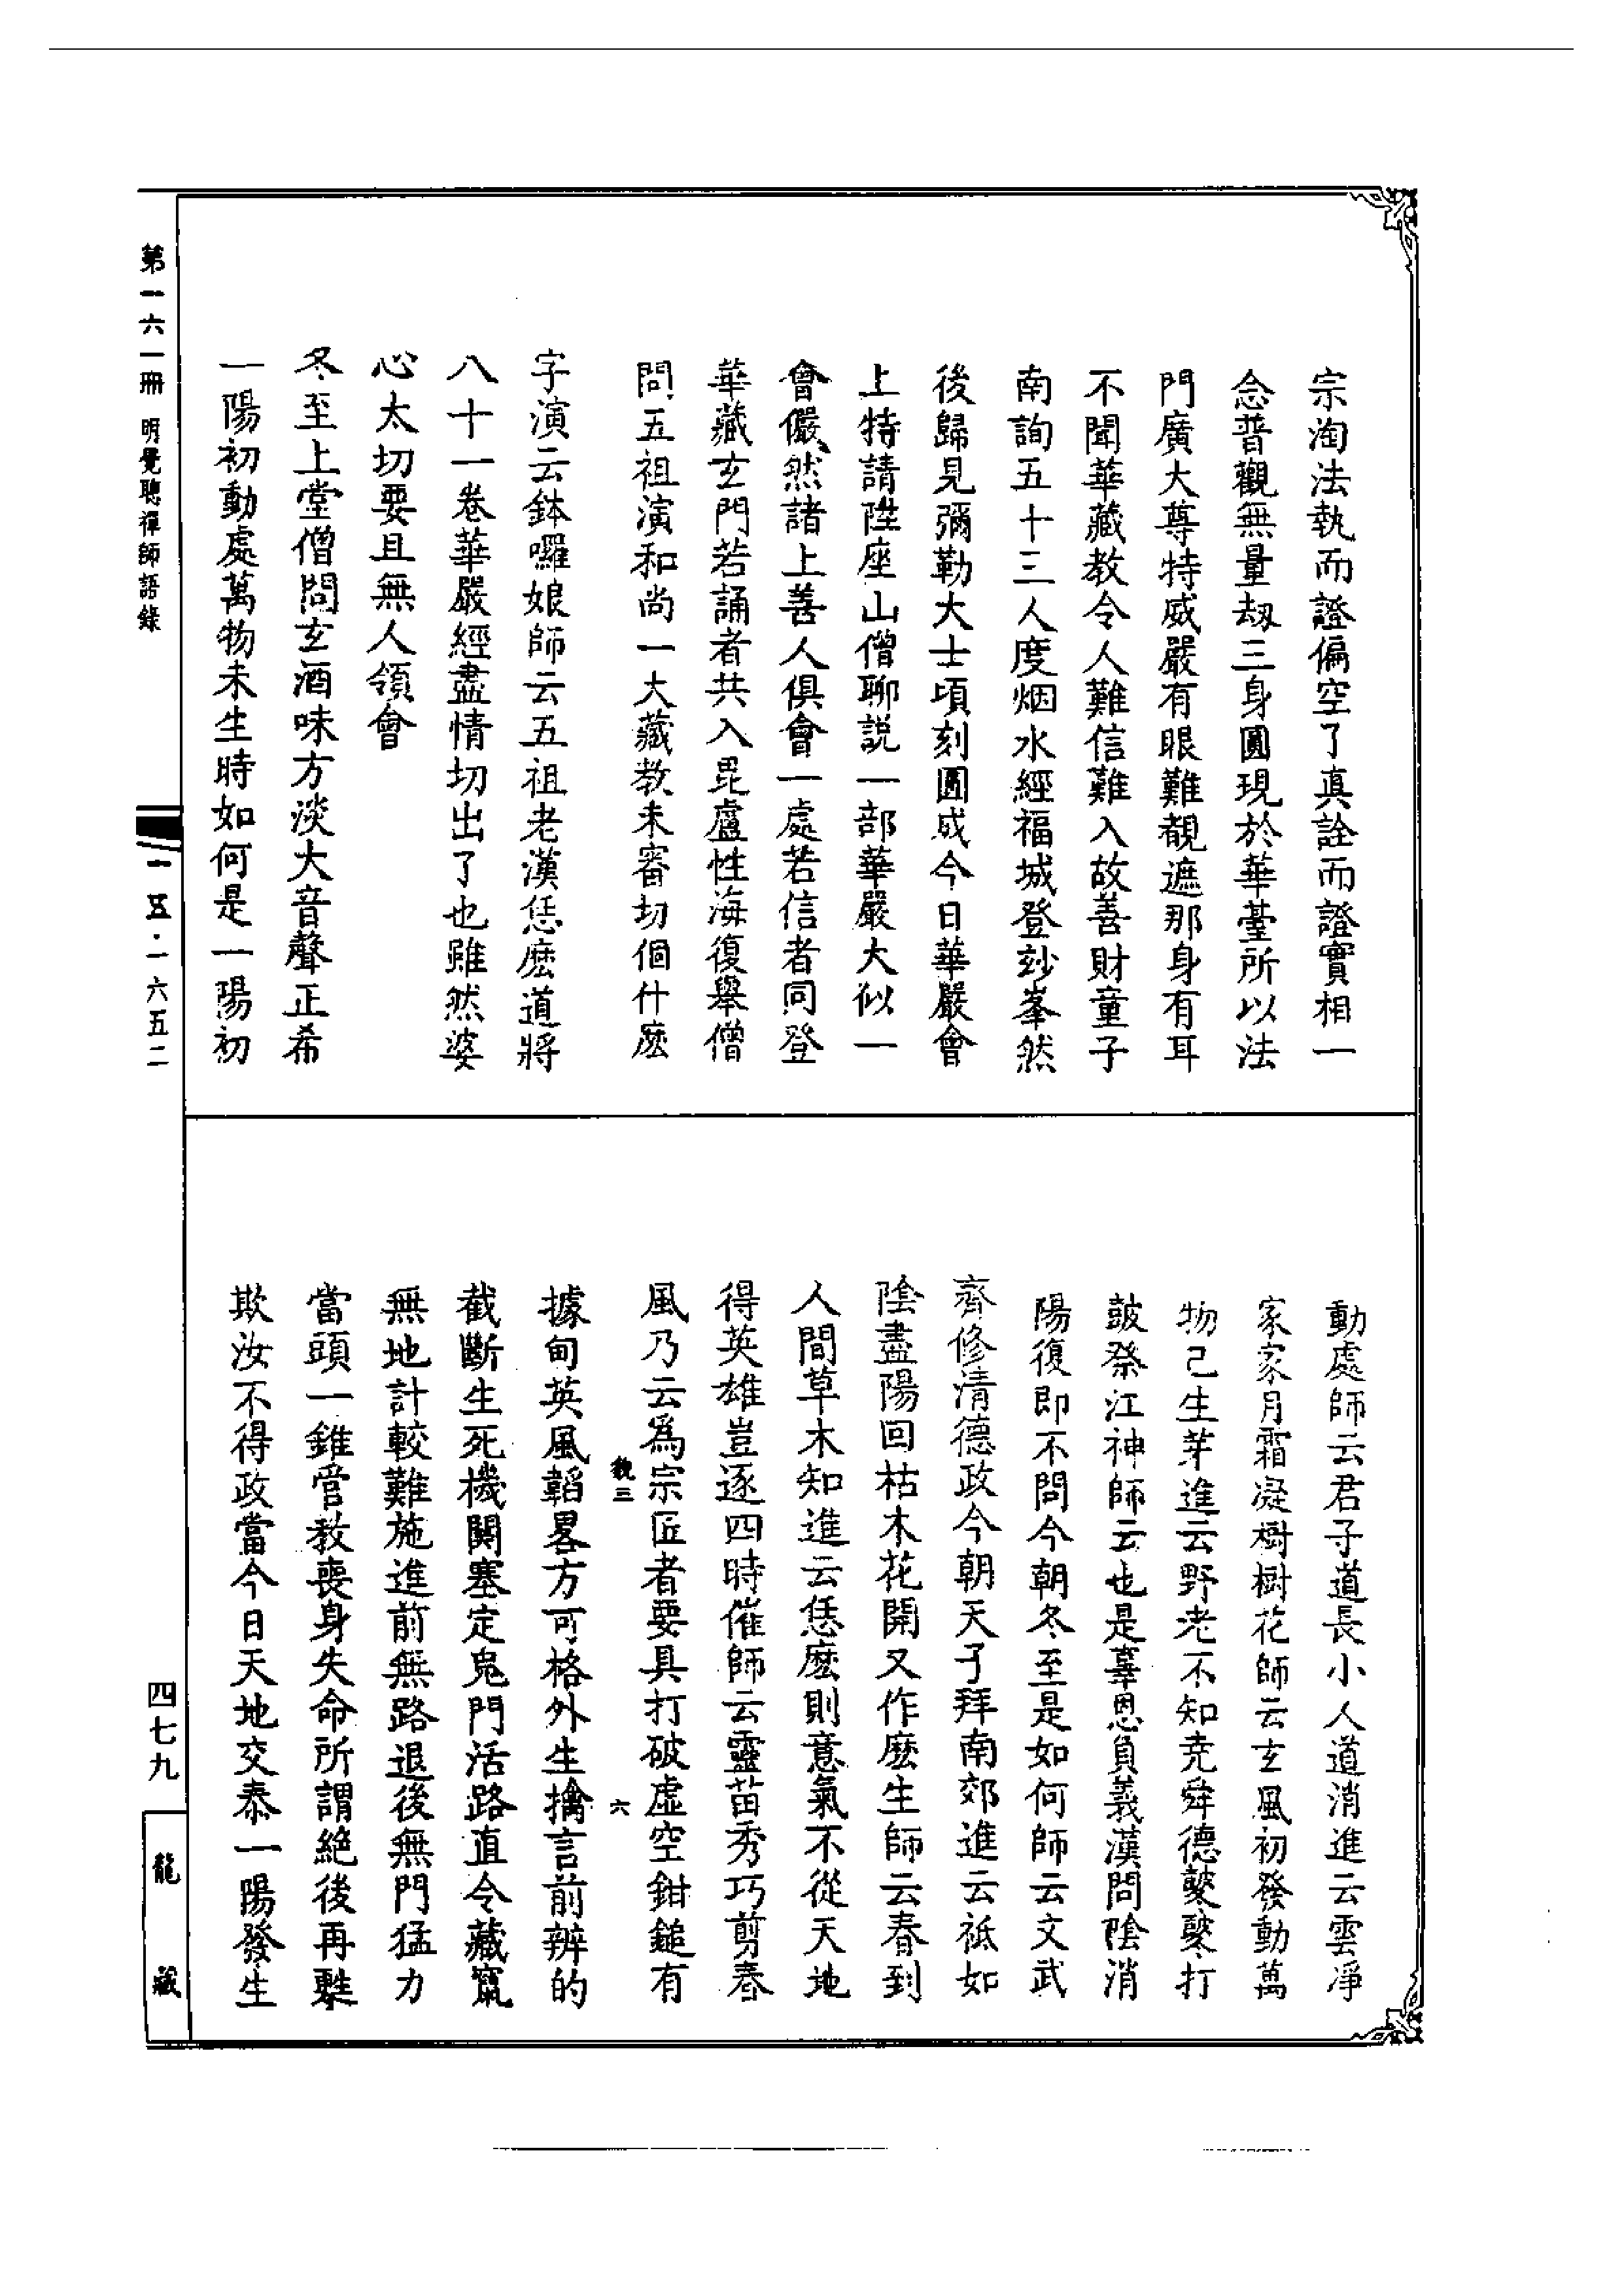 宗淘法執而證偏空了真詮而證實相一
念普觀無量刼三身圓現於華臺所以法
門廣大尊特威嚴有眼難覩遮那身有耳
不聞華藏教令人難信難入故善財童子
南詢五十三人度烟水經福城登玅峯然
後歸見彌勒大士頃刻圓成今日華嚴會
上特請陞座山僧聊説一部華嚴大似一
會儼然諸上善人俱會一處若信者同登
華藏玄門若誦者共入毘盧性海復舉僧
問五祖演和尚一大藏教未審切個什麽
字演云鉢囉娘師云五祖老漢恁麽道將
八十一卷華嚴經盡情切出了也雖然婆
心太切要且無人領會
冬至上堂僧問玄酒味方淡大音聲正希
一陽初動處萬物未生時如何是一陽初
動處師云君子道長小人道消進云雲淨
家家月霜凝樹樹花師云玄風初發動萬
物已生芽進云野老不知尭舜德鼕鼕打
鼓祭江神師云也是辜恩負義漢問陰消
陽復即不問今朝冬至是如何師云文武
齊修清德政今朝天子拜南郊進云祗如
陰盡陽回枯木花開又作麽生師云春到
人間草木知進云恁麽則意氣不從天地
得英雄豈逐四時催師云靈苗秀巧剪春
風乃云爲宗匠者要具打破虛空鉗鎚有
貌三 六
據甸英風韜畧方可格外生擒言前辨的
截斷生死機関塞定鬼門活路直令藏竄
無地計較難施進前無路退後無門猛力
當頭一錐管教喪身失命所謂絶後再甦
欺汝不得政當今日天地交泰一陽發生
第一六一冊 明覺聰禪師語錄
一五·一六五二
四七九
龍藏